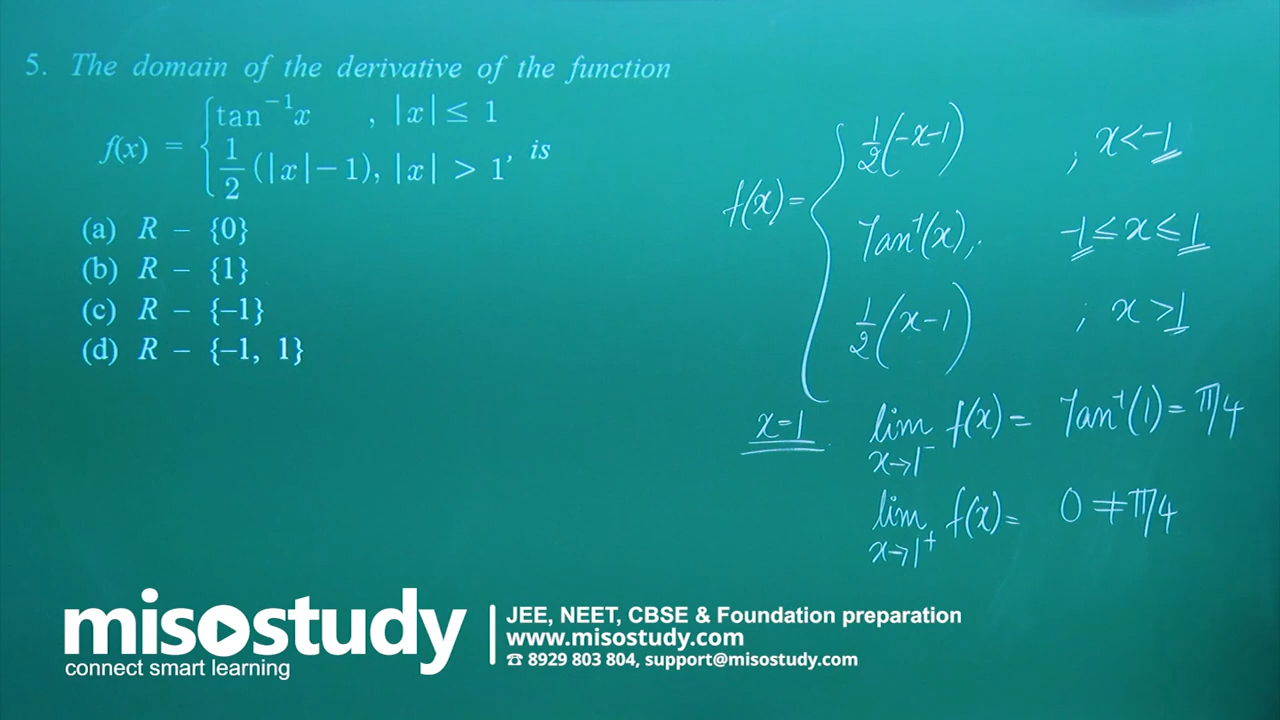 5. The domain of the derivative of the function
f(x) = { tan⁻¹x , |x| ≤ 1
1/2 (|x| − 1), |x| > 1 , is
(a) R − {0}
(b) R − {1}
(c) R − {−1}
(d) R − {−1, 1}
f(x) = { 1/2 (−x−1) ; x < −1
Tan⁻¹(x), ; −1 ≤ x ≤ 1
1/2 (x−1) ; x > 1
x=1
lim x→1⁻ f(x) = Tan⁻¹(1) = π/4
lim x→1⁺ f(x) = 0 ≠ π/4
misostudy
connect smart learning
JEE, NEET, CBSE & Foundation preparation
www.misostudy.com
☎ 8929 803 804, support@misostudy.com